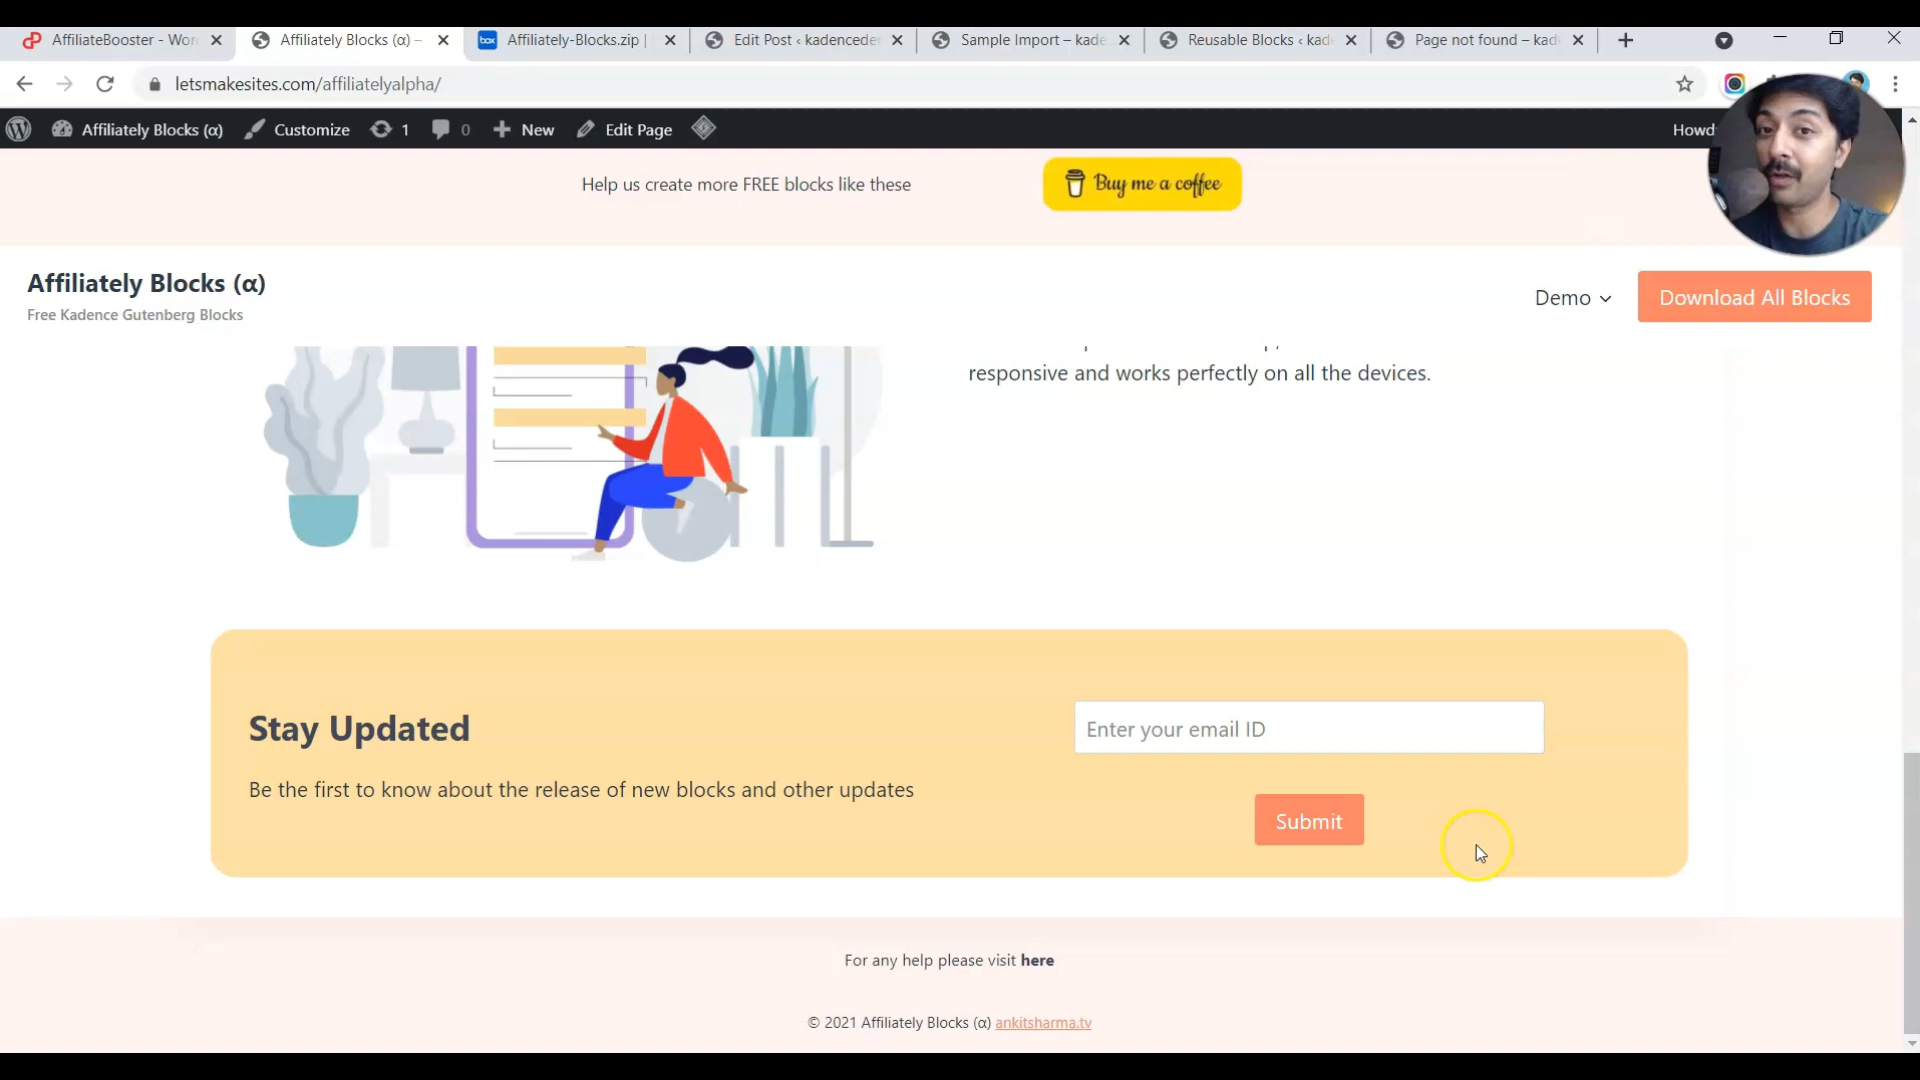 AffiliateBooster - Wor
Affiliately Blocks (α) –
box Affiliately-Blocks.zip |
Edit Post ‹ kadenceder
Sample Import – kade
Reusable Blocks ‹ kad
Page not found – kad
letsmakesites.com/affiliatelyalpha/
Affiliately Blocks (α) Customize 1 0 New Edit Page Howd
Help us create more FREE blocks like these
Buy me a coffee
Affiliately Blocks (α)
Free Kadence Gutenberg Blocks
Demo
Download All Blocks
responsive and works perfectly on all the devices.
Stay Updated
Be the first to know about the release of new blocks and other updates
Enter your email ID
Submit
For any help please visit here
© 2021 Affiliately Blocks (α) ankitsharma.tv